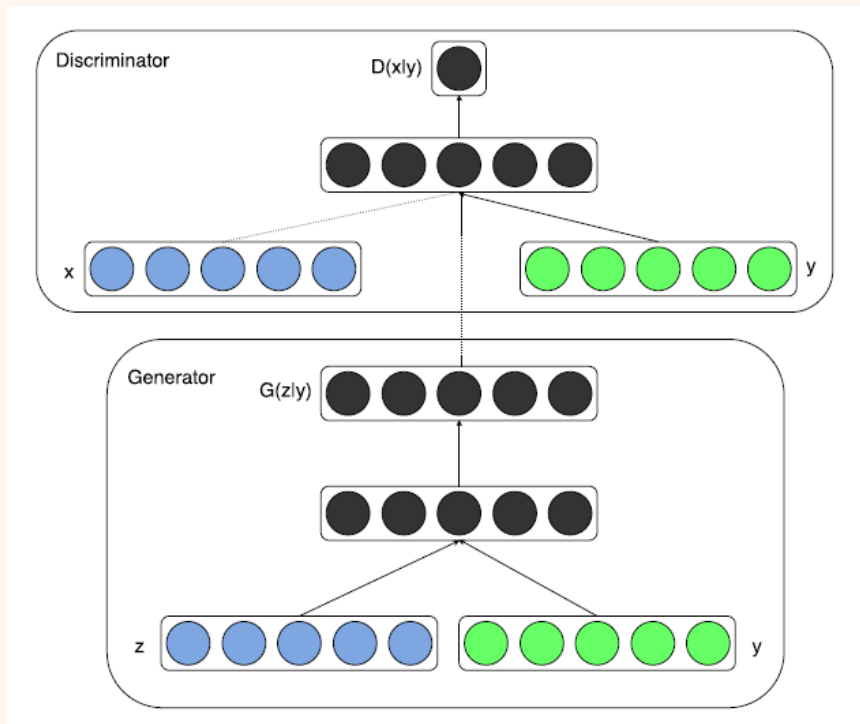 Discriminator
D(x|y)
x
y
Generator
G(z|y)
z
y